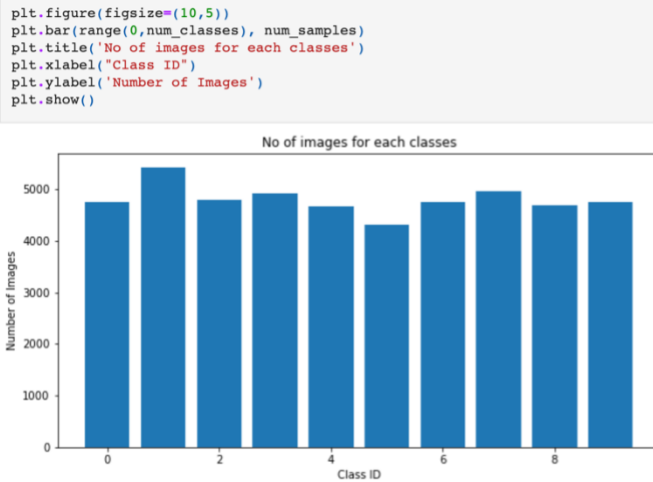 plt.figure(figsize=(10,5))
plt.bar(range(0,num_classes), num_samples)
plt.title('No of images for each classes')
plt.xlabel("Class ID")
plt.ylabel('Number of Images')
plt.show()
No of images for each classes
Number of Images
5000
4000
3000
2000
1000
0
0 2 4 6 8
Class ID